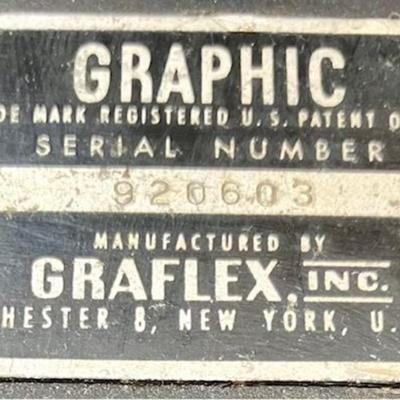 GRAPHIC
DE MARK REGISTERED U.S. PATENT O
SERIAL NUMBER
920603
MANUFACTURED BY
GRAFLEX, INC.
HESTER 8, NEW YORK, U.